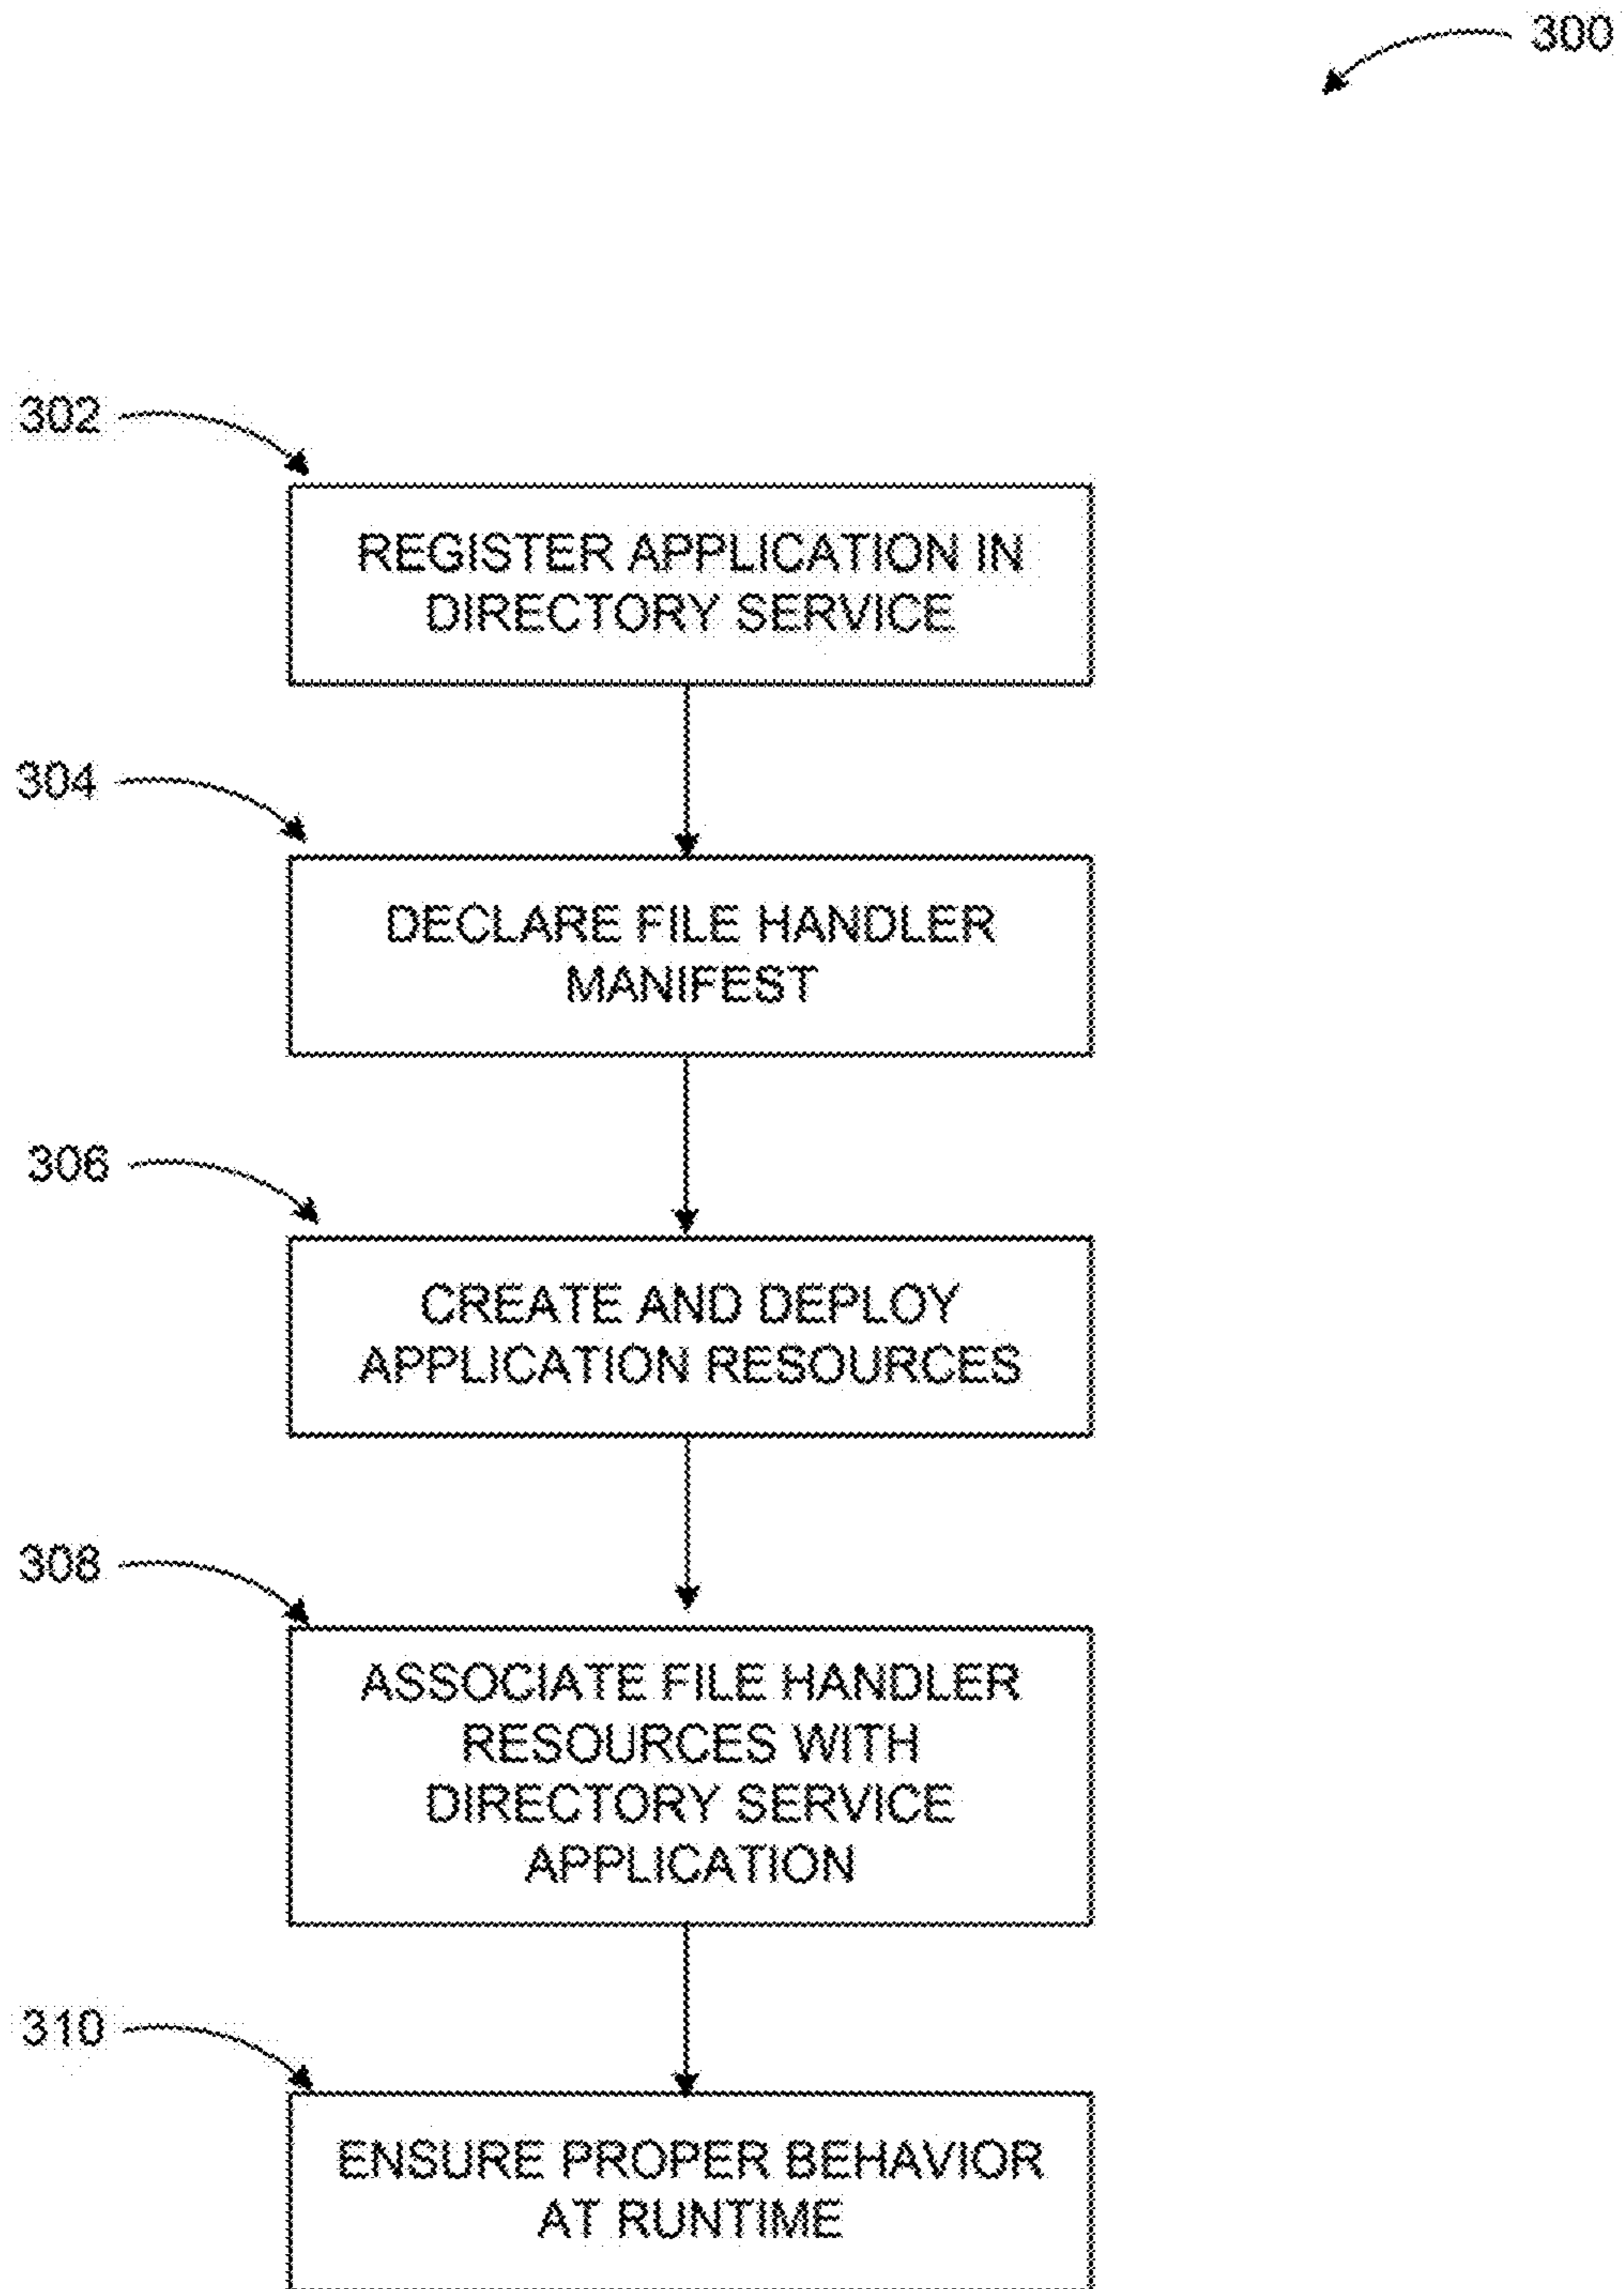 300
302
REGISTER APPLICATION IN
DIRECTORY SERVICE
304
DECLARE FILE HANDLER
MANIFEST
306
CREATE AND DEPLOY
APPLICATION RESOURCES
308
ASSOCIATE FILE HANDLER
RESOURCES WITH
DIRECTORY SERVICE
APPLICATION
310
ENSURE PROPER BEHAVIOR
AT RUNTIME